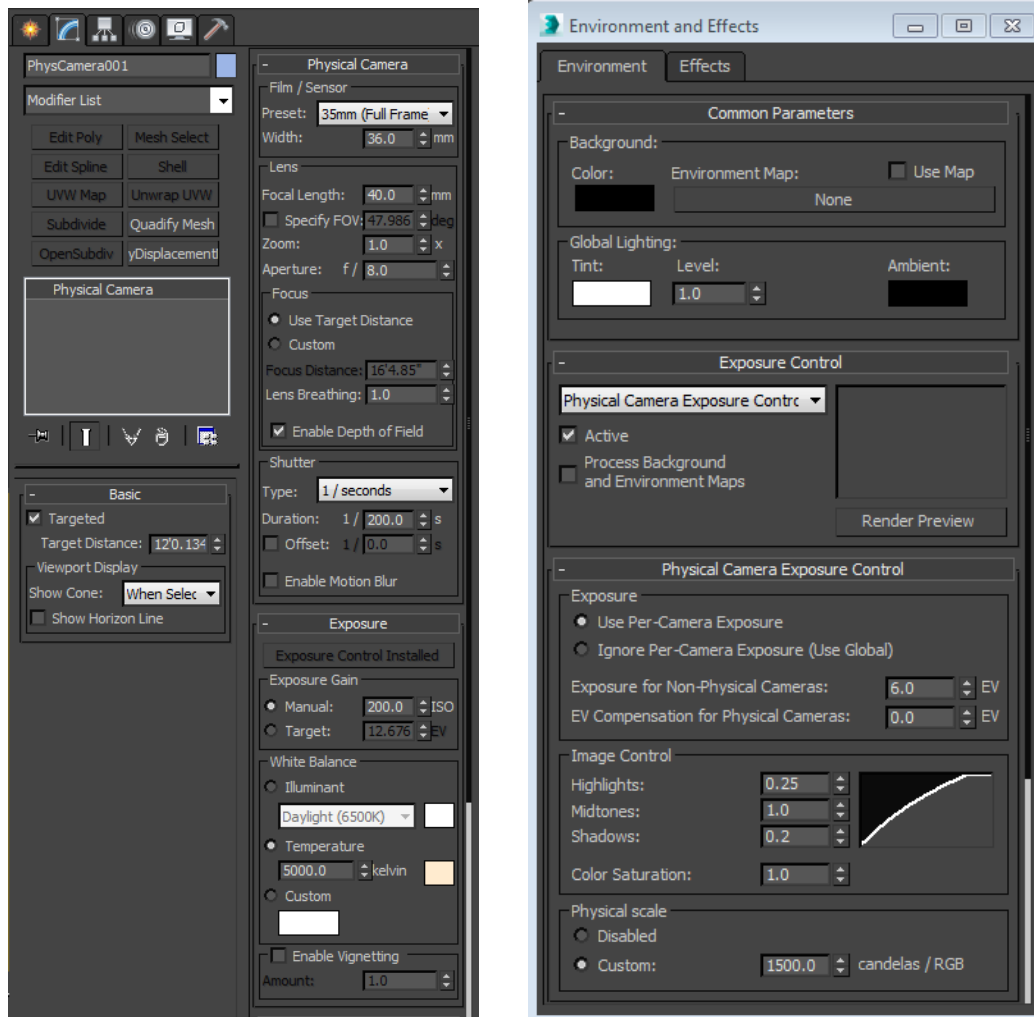 PhysCamera001
Modifier List
Edit Poly Mesh Select
Edit Spline Shell
UVW Map Unwrap UVW
Subdivide Quadify Mesh
OpenSubdiv yDisplacementl
Physical Camera
- Basic
Targeted
Target Distance: 12'0.134
Viewport Display
Show Cone: When Selec
Show Horizon Line
- Physical Camera
Film / Sensor
Preset: 35mm (Full Frame
Width: 36.0 mm
Lens
Focal Length: 40.0 mm
Specify FOV: 47.986 deg
Zoom: 1.0 x
Aperture: f / 8.0
Focus
Use Target Distance
Custom
Focus Distance: 16'4.85"
Lens Breathing: 1.0
Enable Depth of Field
Shutter
Type: 1 / seconds
Duration: 1 / 200.0 s
Offset: 1 / 0.0 s
Enable Motion Blur
- Exposure
Exposure Control Installed
Exposure Gain
Manual: 200.0 ISO
Target: 12.676 EV
White Balance
Illuminant
Daylight (6500K)
Temperature
5000.0 kelvin
Custom
Enable Vignetting
Amount: 1.0
Environment and Effects
Environment Effects
- Common Parameters
Background:
Color: Environment Map: Use Map
None
Global Lighting:
Tint: Level: Ambient:
1.0
- Exposure Control
Physical Camera Exposure Contrc
Active
Process Background
and Environment Maps
Render Preview
- Physical Camera Exposure Control
Exposure
Use Per-Camera Exposure
Ignore Per-Camera Exposure (Use Global)
Exposure for Non-Physical Cameras: 6.0 EV
EV Compensation for Physical Cameras: 0.0 EV
Image Control
Highlights: 0.25
Midtones: 1.0
Shadows: 0.2
Color Saturation: 1.0
Physical scale
Disabled
Custom: 1500.0 candelas / RGB